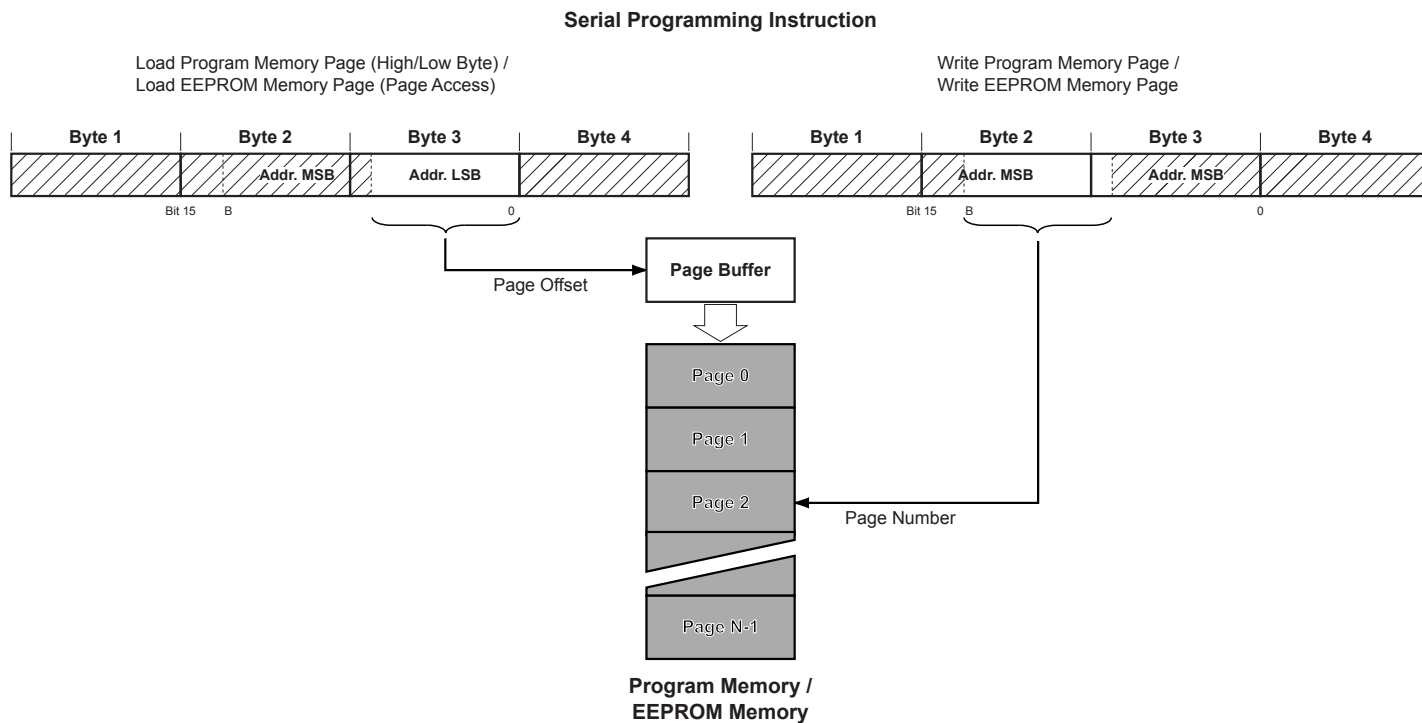 Serial Programming Instruction
Load Program Memory Page (High/Low Byte) /
Load EEPROM Memory Page (Page Access)
Write Program Memory Page /
Write EEPROM Memory Page
Byte 1 Byte 2 Byte 3 Byte 4 Byte 1 Byte 2 Byte 3 Byte 4
Addr. MSB Addr. LSB Addr. MSB Addr. MSB
Bit 15 B 0 Bit 15 B 0
Page Buffer
Page Offset
Page 0
Page 1
Page 2
Page Number
Page N-1
Program Memory /
EEPROM Memory